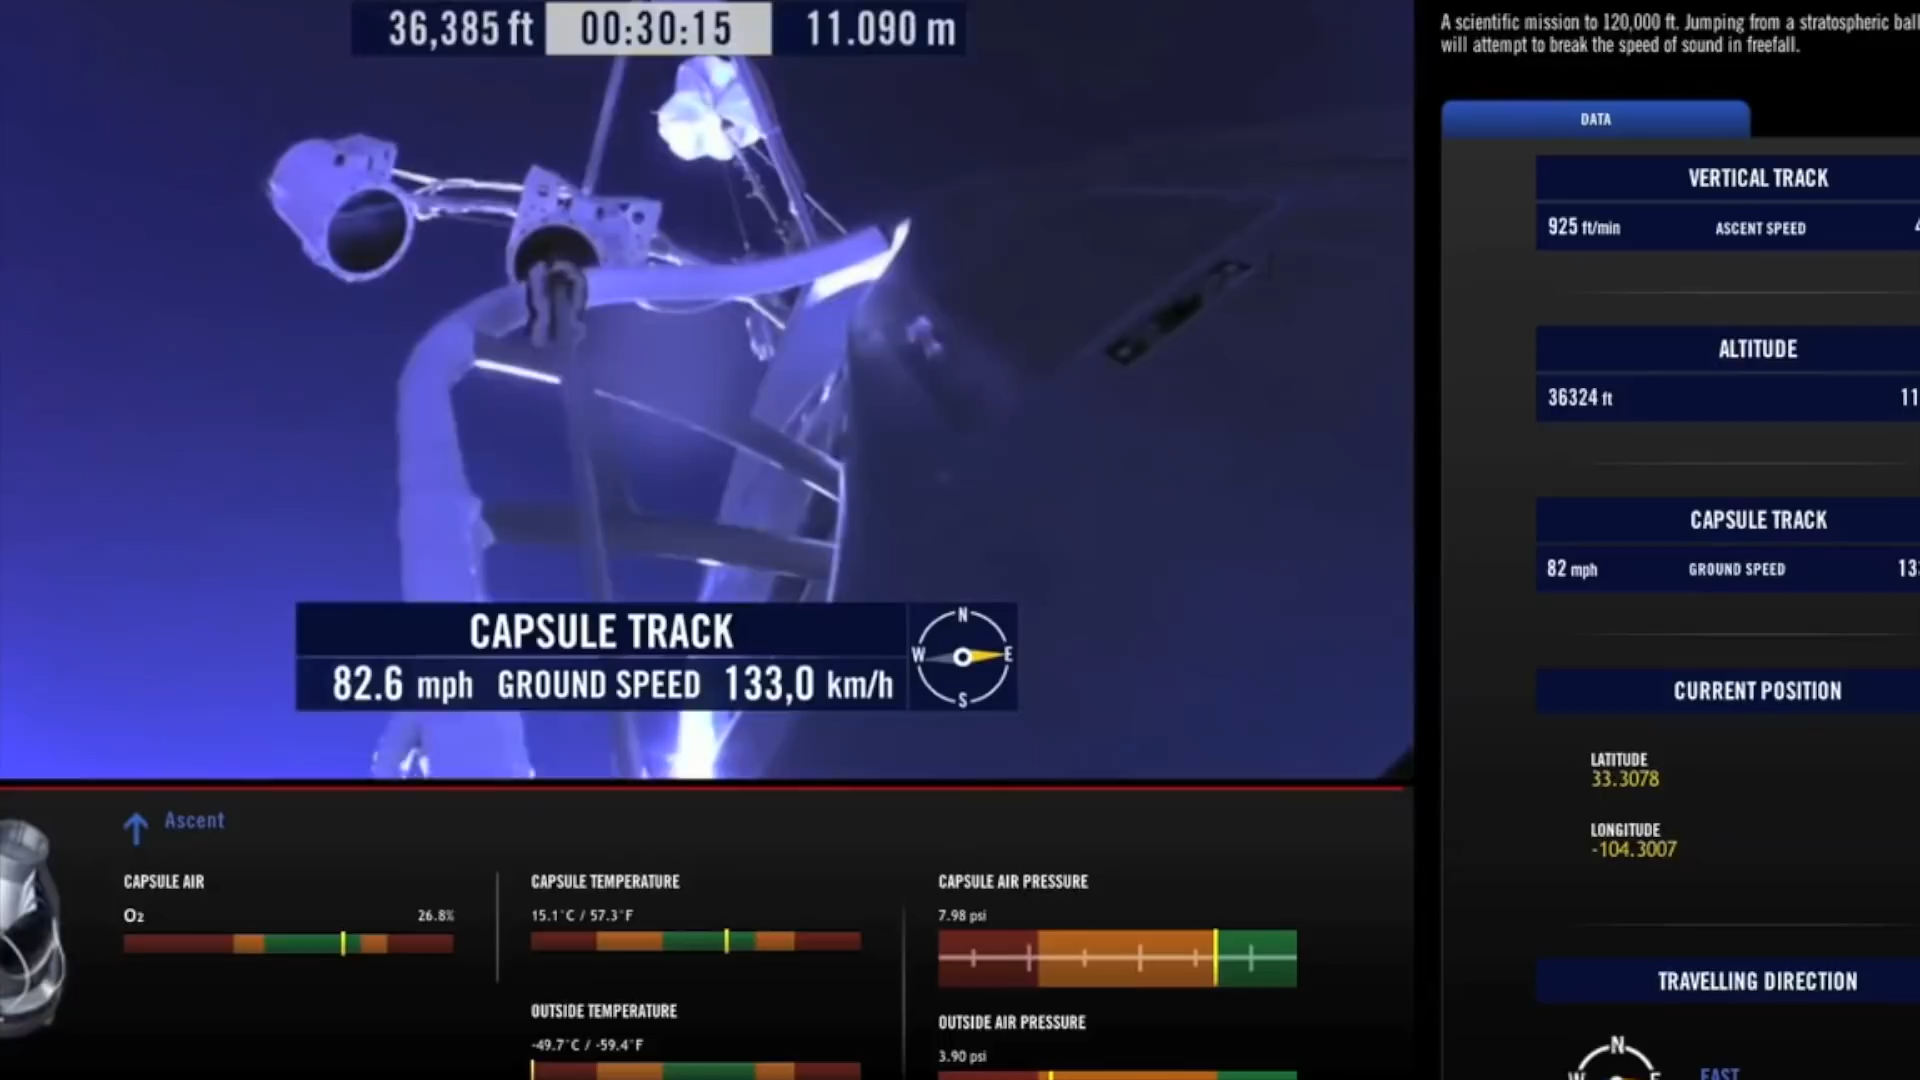 36,385 ft 00:30:15 11.090 m
A scientific mission to 120,000 ft. Jumping from a stratospheric
will attempt to break the speed of sound in freefall.
DATA
VERTICAL TRACK
925 ft/min ASCENT SPEED
ALTITUDE
36324 ft 11
CAPSULE TRACK
82 mph GROUND SPEED
CURRENT POSITION
LATITUDE
33.3078
LONGITUDE
-104.3007
TRAVELLING DIRECTION
N
W E
EAST
CAPSULE TRACK
82.6 mph GROUND SPEED 133,0 km/h
N
W E
S
Ascent
CAPSULE AIR
O2 26.8%
CAPSULE TEMPERATURE
15.1°C / 57.3°F
OUTSIDE TEMPERATURE
-49.7°C / -59.4°F
CAPSULE AIR PRESSURE
7.98 psi
OUTSIDE AIR PRESSURE
3.90 psi